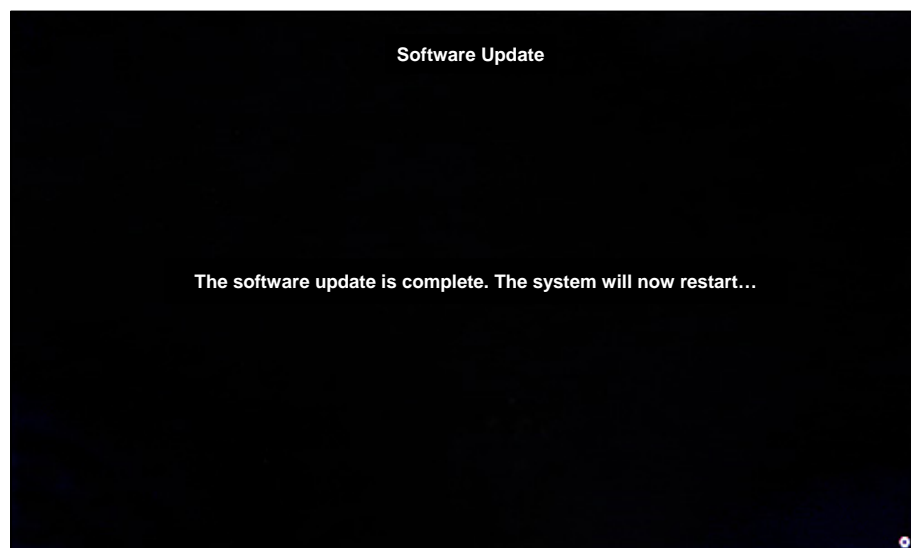 Software Update
The software update is complete. The system will now restart…